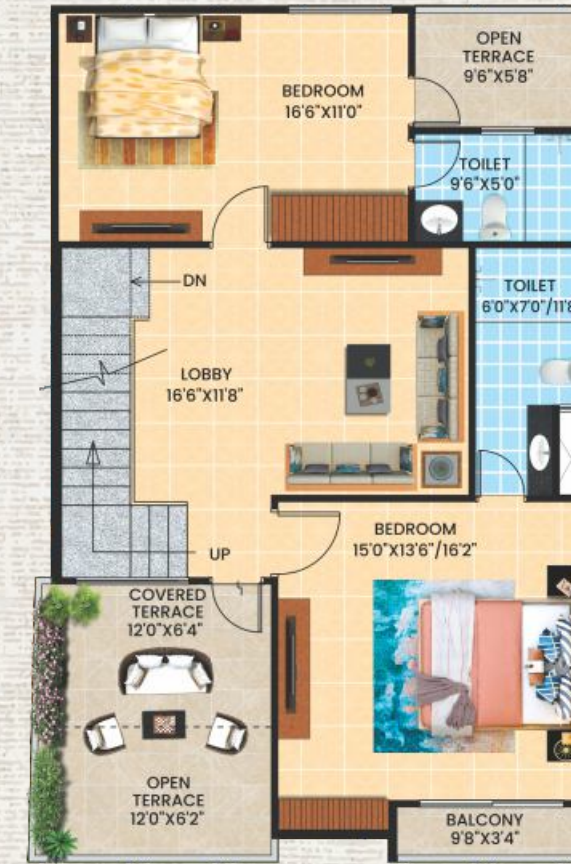 OPEN
TERRACE
9'6"X5'8"
BEDROOM
16'6"X11'0"
TOILET
9'6"X5'0"
DN
TOILET
6'0"X7'0"/11'8
LOBBY
16'6"X11'8"
BEDROOM
15'0"X13'6"/16'2"
UP
COVERED
TERRACE
12'0"X6'4"
OPEN
TERRACE
12'0"X6'2"
BALCONY
9'8"X3'4"